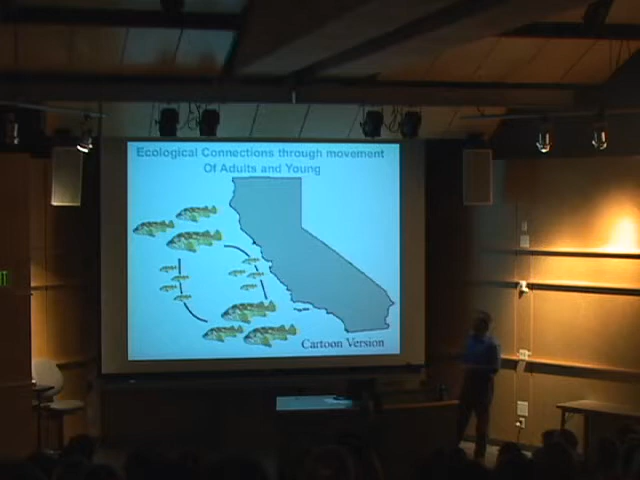 Ecological Connections through movement
Of Adults and Young
Cartoon Version